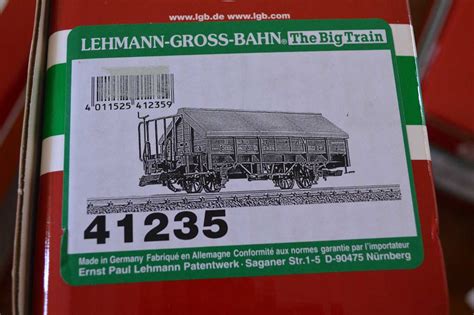 www.lgb.de www.lgb.com
LEHMANN-GROSS-BAHN® The Big Train
4 011525 412359
41235
Made in Germany Fabriqué en Allemagne Conformité aux normes garantie par l'importateur
Ernst Paul Lehmann Patentwerk · Saganer Str.1-5 D-90475 Nürnberg